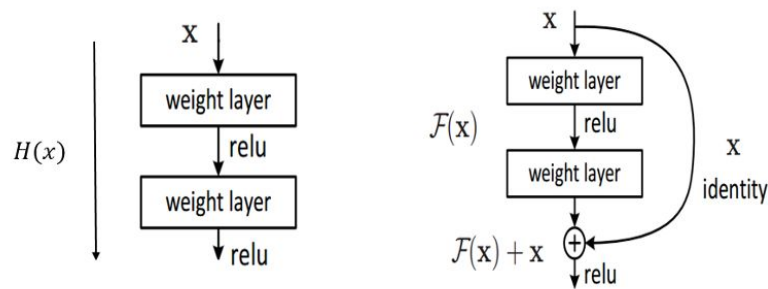 x
weight layer
relu
H(x)
weight layer
relu
x
weight layer
F(x)
relu
x
weight layer
identity
F(x) + x
+
relu